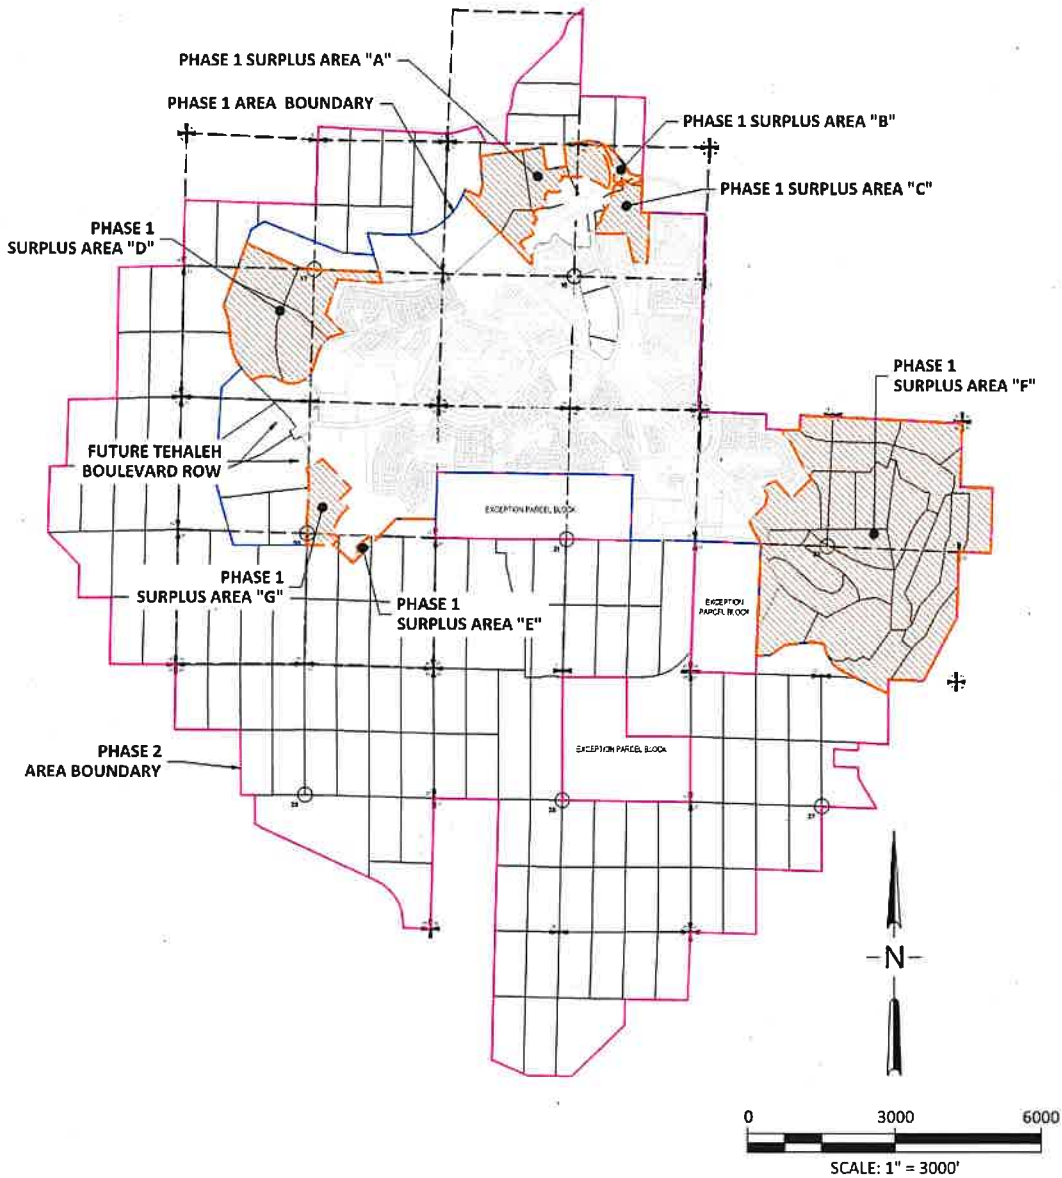 PHASE 1 SURPLUS AREA "A"
PHASE 1 AREA BOUNDARY
PHASE 1 SURPLUS AREA "B"
PHASE 1 SURPLUS AREA "C"
PHASE 1
SURPLUS AREA "D"
PHASE 1
SURPLUS AREA "F"
FUTURE TEHALEH
BOULEVARD ROW
EXCEPTION PARCEL BLOCK
PHASE 1
SURPLUS AREA "G"
PHASE 1
SURPLUS AREA "E"
EXCEPTION
PARCEL BLOCK
PHASE 2
AREA BOUNDARY
EXCEPTION PARCEL BLOCK
27
N
0 3000 6000
SCALE: 1" = 3000'